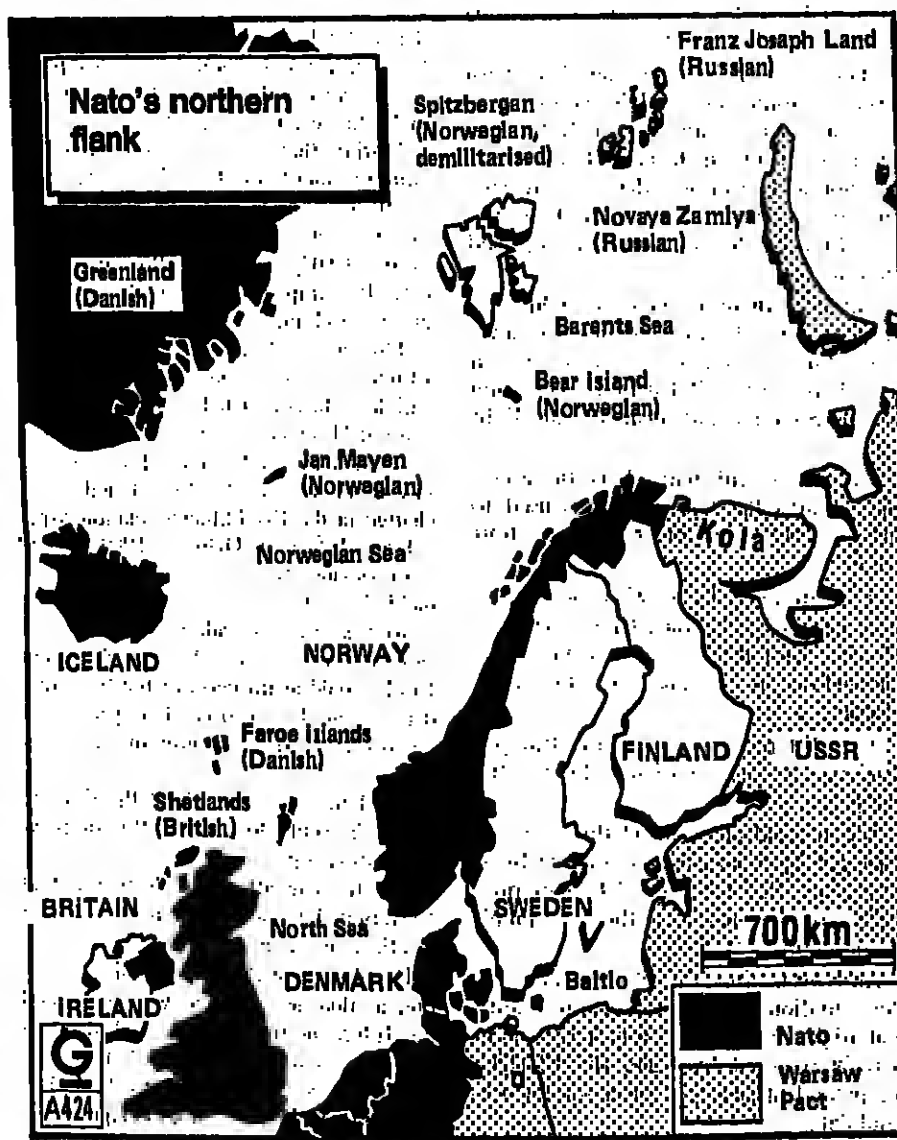 Nato's northern
flank
Franz Josaph Land
(Russian)
Spitzbergan
(Norwegian,
demilitarised)
Novaya Zamlya
(Russian)
Greenland
(Danish)
Barents Sea
Bear Island
(Norwegian)
Jan Mayen
(Norwegian)
Kola
Norwegian Sea
ICELAND
NORWAY
Faroe Islands
(Danish)
FINLAND
USSR
Shetlands
(British)
BRITAIN
North Sea
SWEDEN
700km
DENMARK
Baltic
IRELAND
G
A424
Nato
Warsaw
Pact